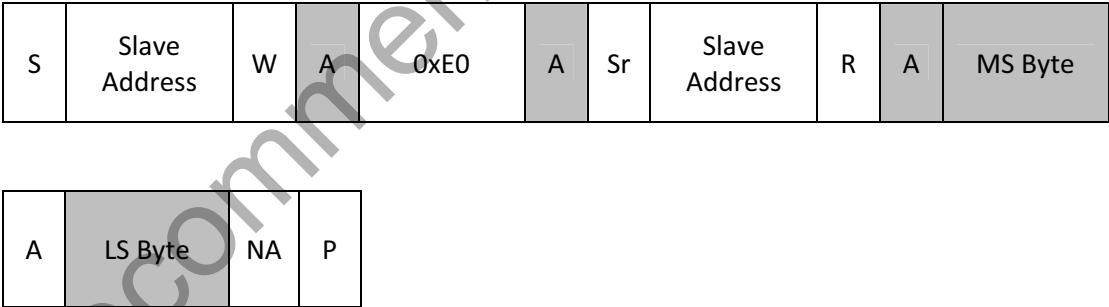 S Slave Address W A 0xE0 A Sr Slave Address R A MS Byte
A LS Byte NA P